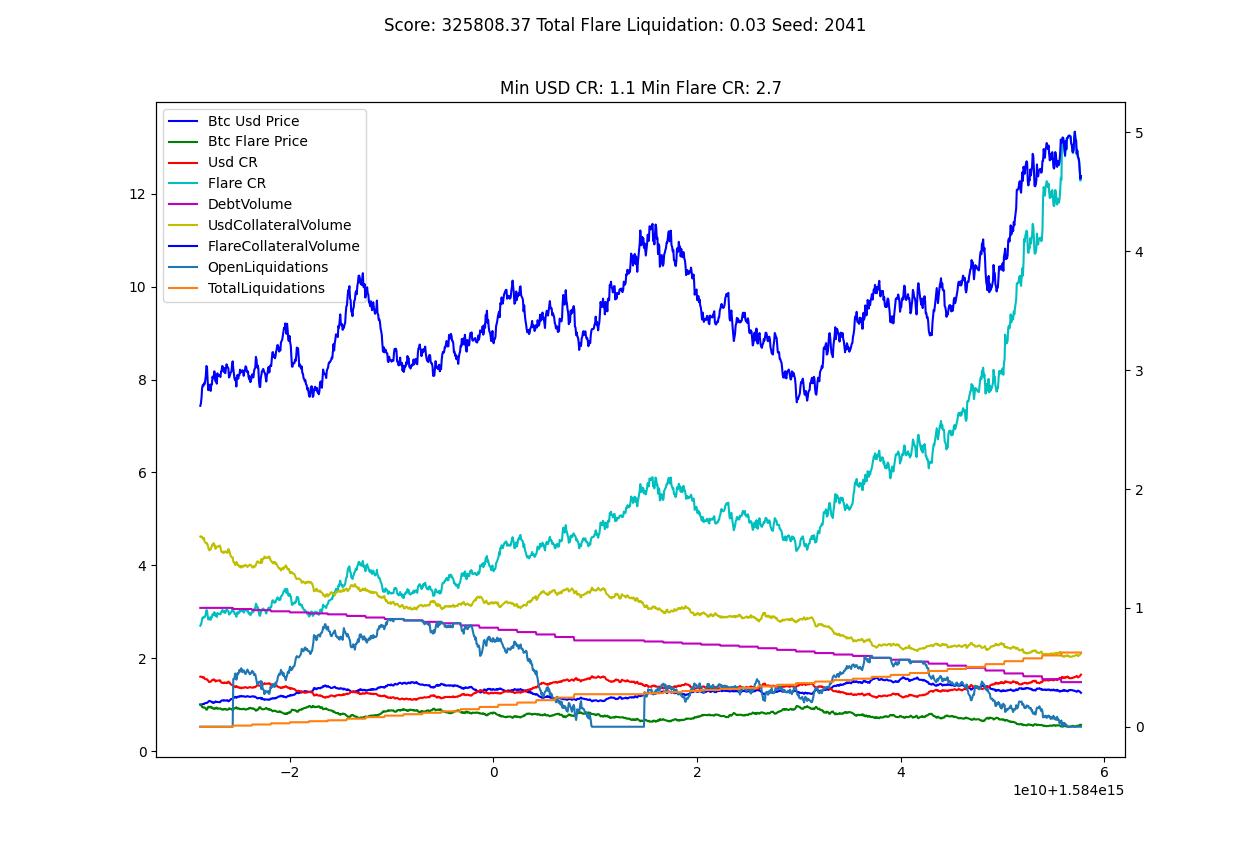 Score: 325808.37 Total Flare Liquidation: 0.03 Seed: 2041
Min USD CR: 1.1 Min Flare CR: 2.7
Btc Usd Price
Btc Flare Price
Usd CR
Flare CR
DebtVolume
UsdCollateralVolume
FlareCollateralVolume
OpenLiquidations
TotalLiquidations
12
10
8
6
4
2
0
5
4
3
2
1
0
−2 0 2 4 6
1e10+1.584e15